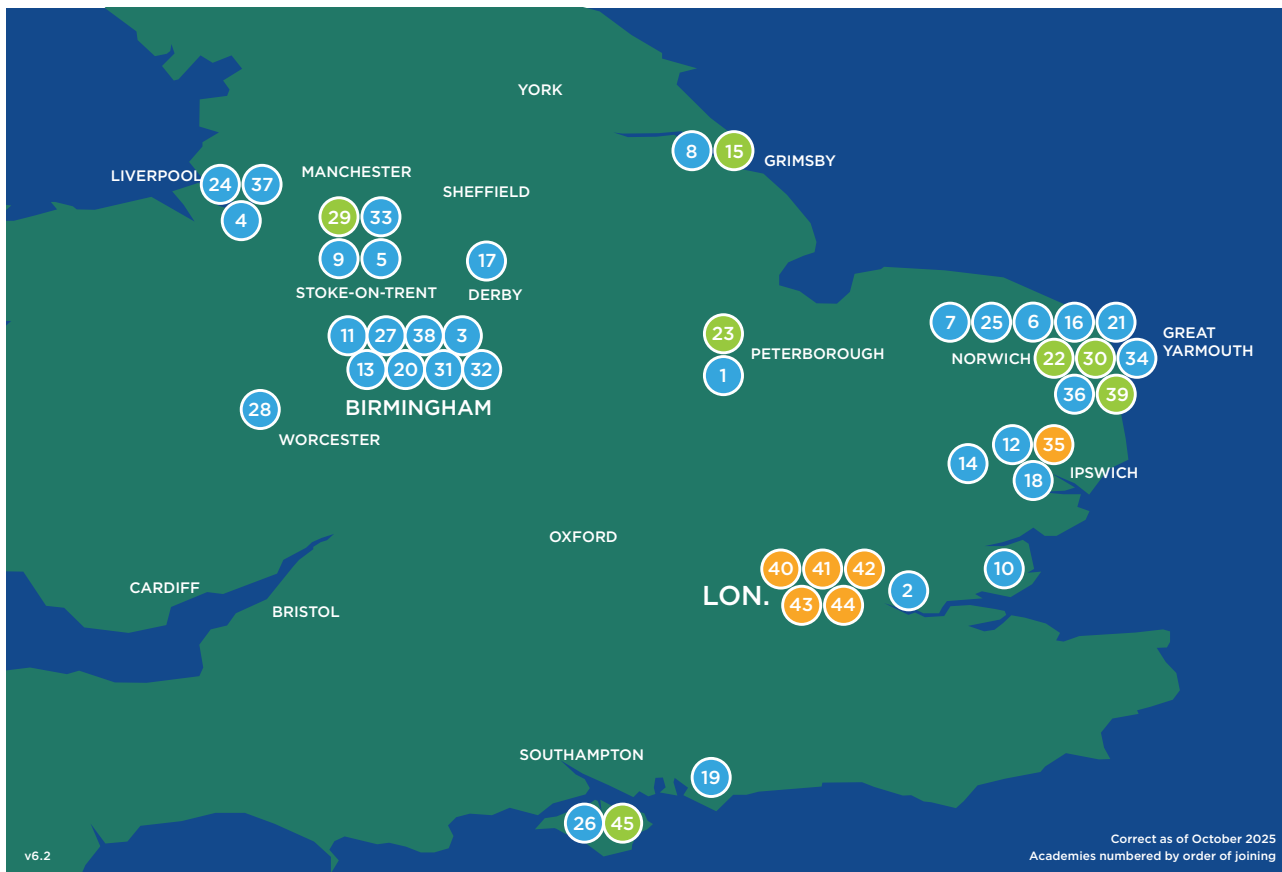 YORK
8 15
GRIMSBY
LIVERPOOL
24 37
4
MANCHESTER
SHEFFIELD
29 33
9 5
17
STOKE-ON-TRENT
DERBY
11 27 38 3
13 20 31 32
BIRMINGHAM
28
WORCESTER
23
PETERBOROUGH
1
7 25 6 16 21
GREAT
YARMOUTH
NORWICH
22 30 34
36 39
12 35
14
18
IPSWICH
OXFORD
CARDIFF
BRISTOL
LON.
40 41 42
43 44
2
10
SOUTHAMPTON
19
26 45
v6.2
Correct as of October 2025
Academies numbered by order of joining